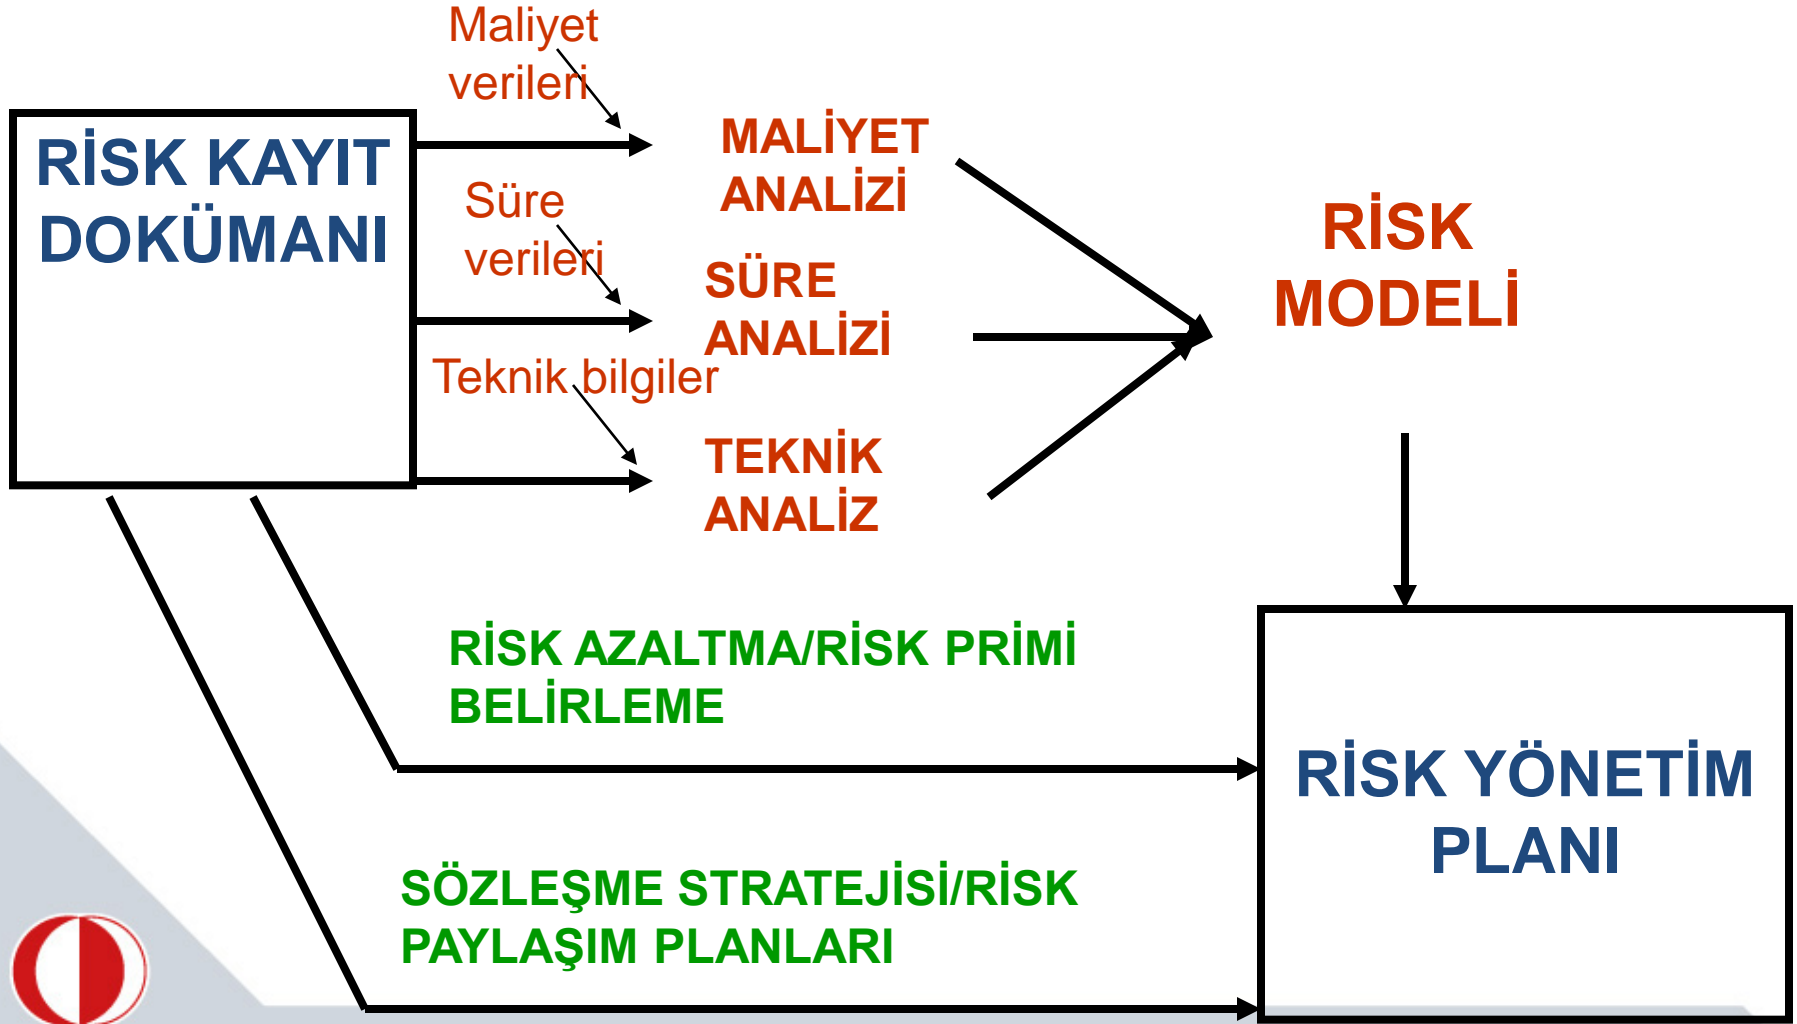 Maliyet
verileri
RİSK KAYIT
DOKÜMANI
MALİYET
ANALİZİ
Süre
verileri
RİSK
MODELİ
SÜRE
ANALİZİ
Teknik bilgiler
TEKNİK
ANALİZ
RİSK AZALTMA/RİSK PRİMİ
BELİRLEME
RİSK YÖNETİM
PLANI
SÖZLEŞME STRATEJİSİ/RİSK
PAYLAŞIM PLANLARI